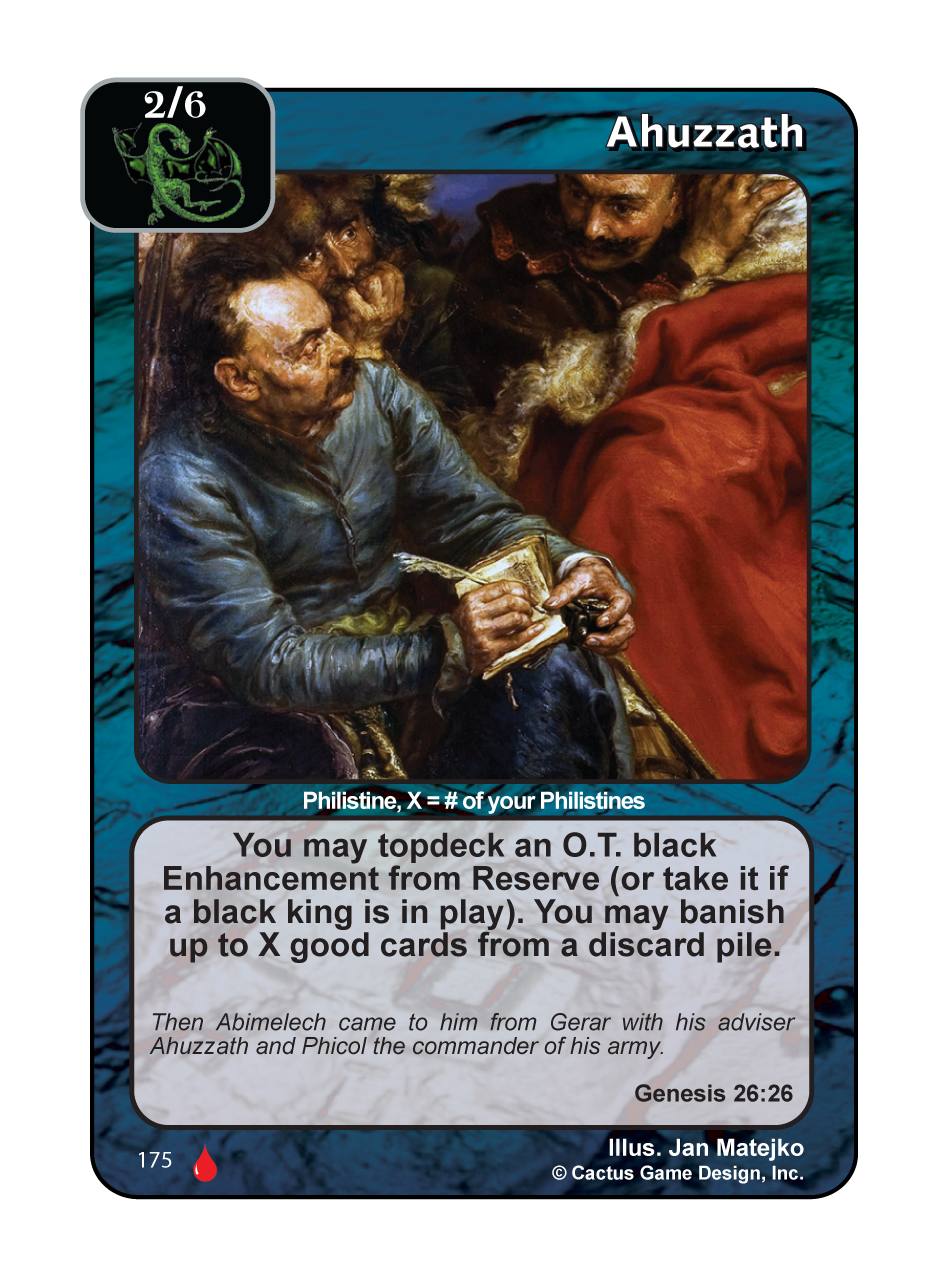 2/6
Ahuzzath
Philistine, X = # of your Philistines
You may topdeck an O.T. black
Enhancement from Reserve (or take it if
a black king is in play). You may banish
up to X good cards from a discard pile.
Then Abimelech came to him from Gerar with his adviser
Ahuzzath and Phicol the commander of his army.
Genesis 26:26
175
Illus. Jan Matejko
© Cactus Game Design, Inc.